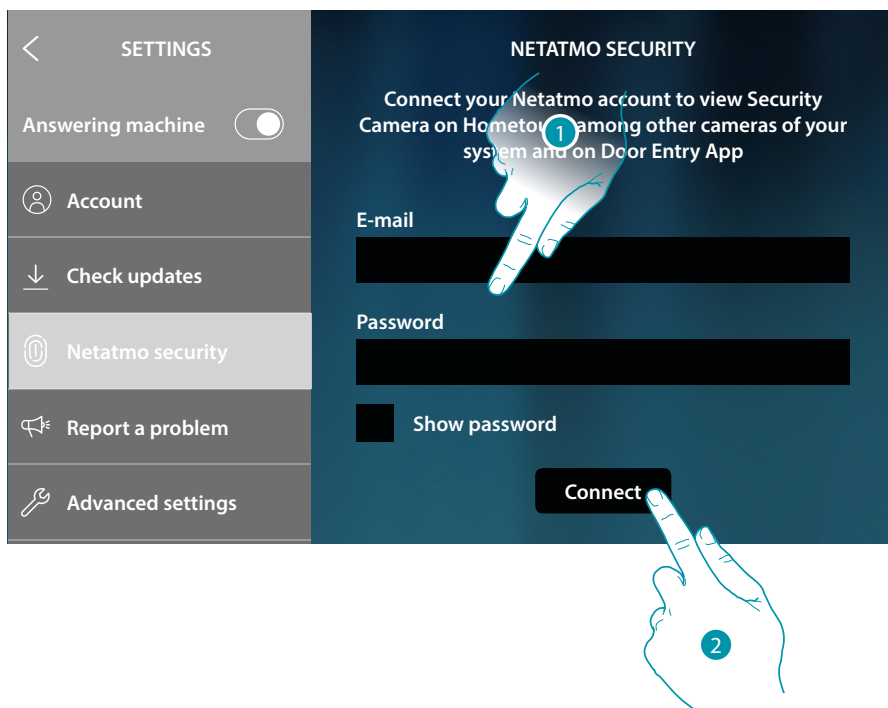 SETTINGS
Answering machine
Account
Check updates
Netatmo security
Report a problem
Advanced settings
NETATMO SECURITY
Connect your Netatmo account to view Security
Camera on Hometou among other cameras of your
system and on Door Entry App
1
E-mail
Password
Show password
Connect
2